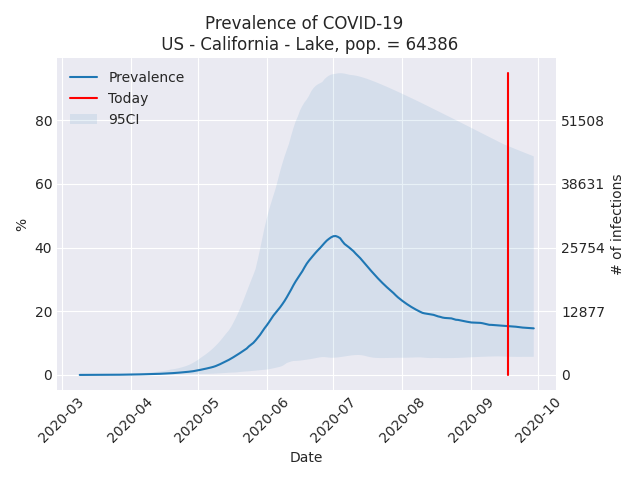 Prevalence of COVID-19
US - California - Lake, pop. = 64386
Prevalence
Today
95CI
80
60
40
20
0
%
51508
38631
25754
12877
0
# of infections
2020-03
2020-04
2020-05
2020-06
2020-07
2020-08
2020-09
2020-10
Date